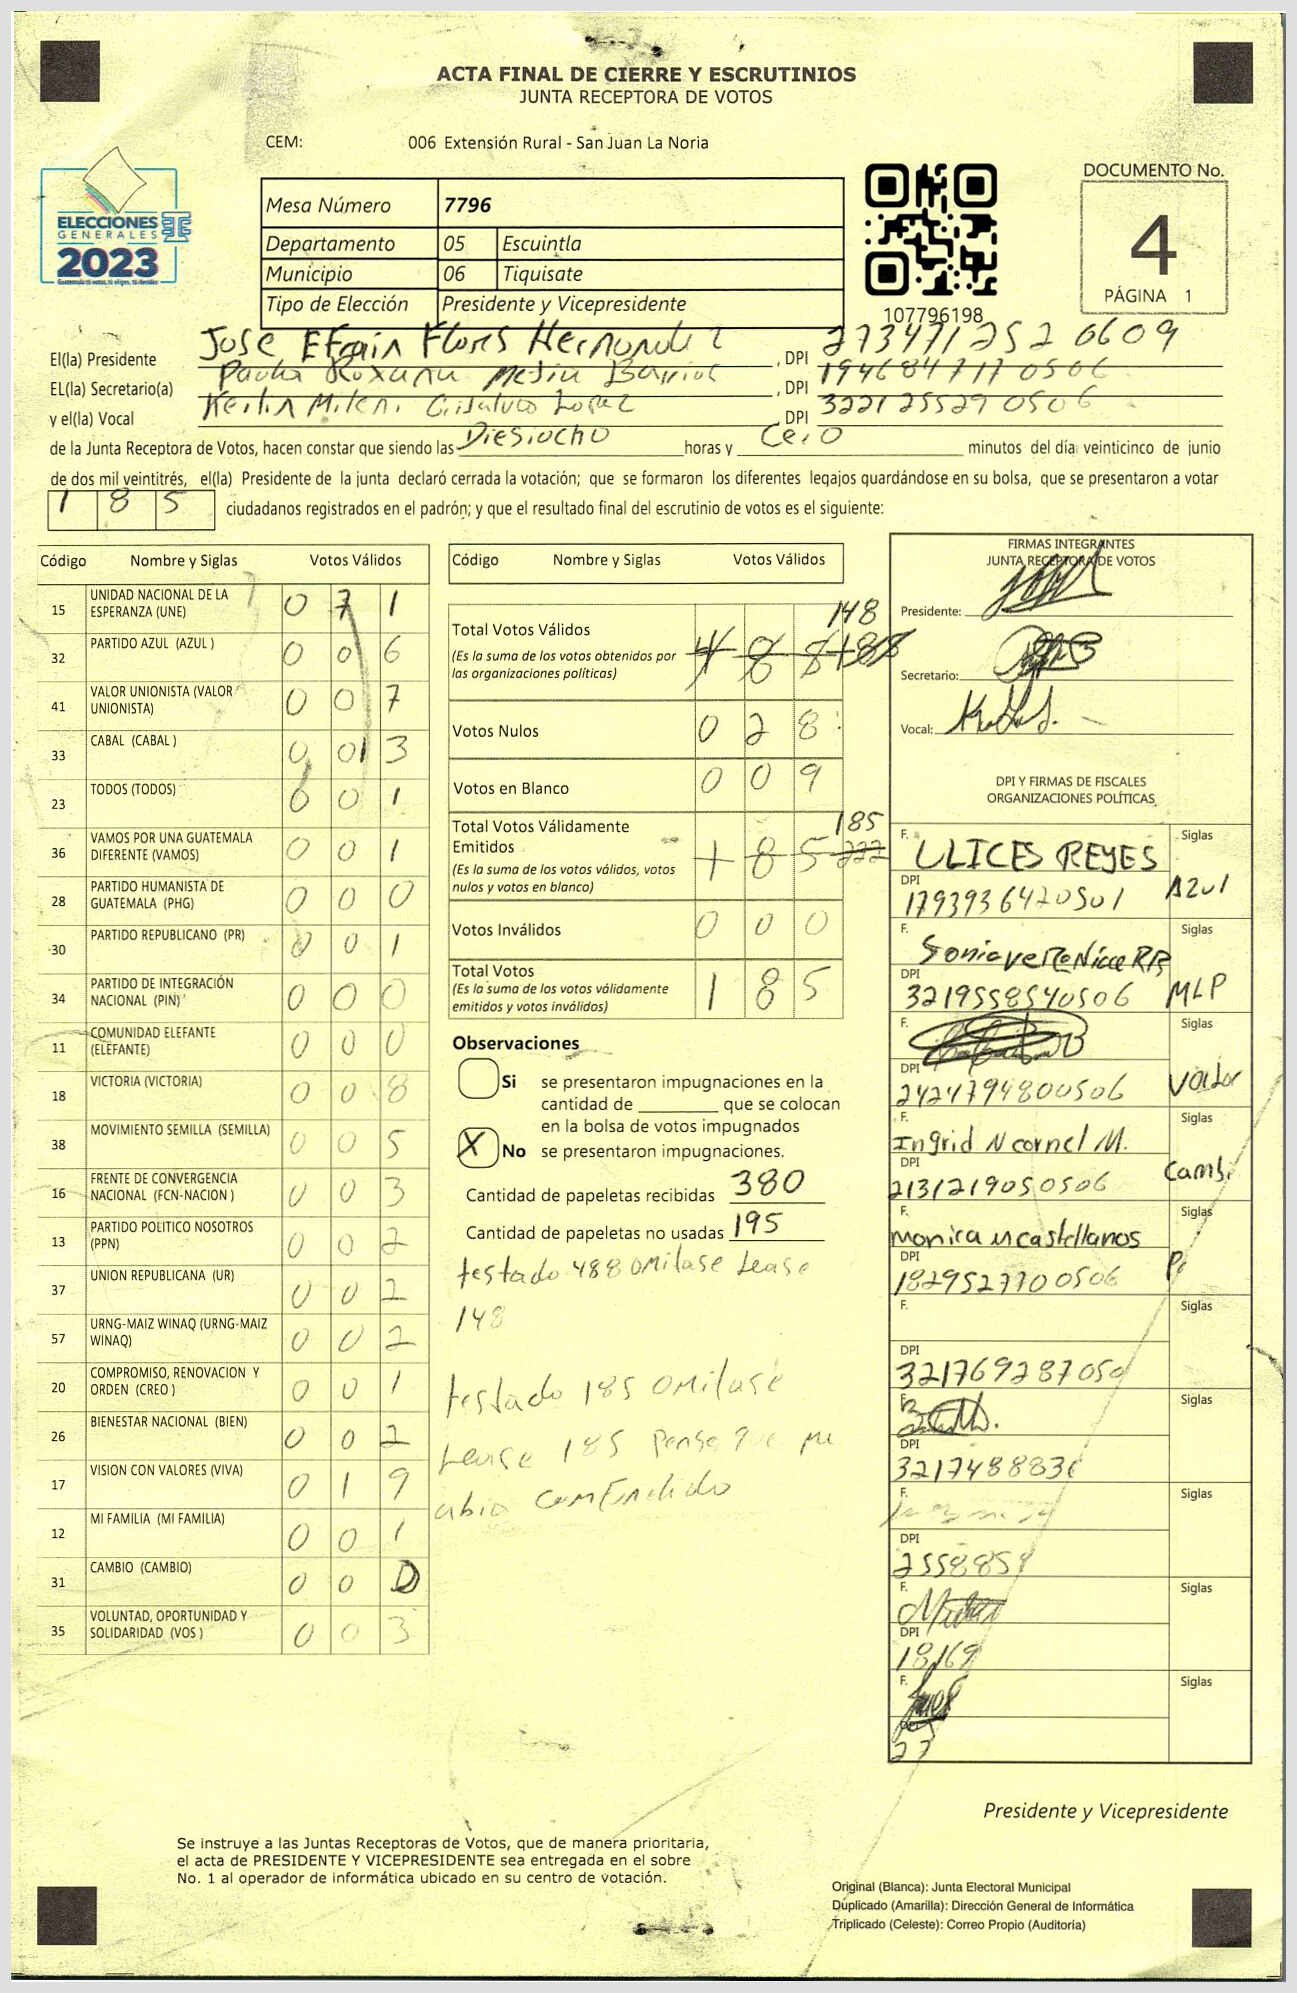 ACTA FINAL DE CIERRE Y ESCRUTINIOS
JUNTA RECEPTORA DE VOTOS
CEM: 006 Extensión Rural - San Juan La Noria
ELECCIONES
GENERALES
2023
Mesa Número 7796
Departamento 05 Escuintla
Municipio 06 Tiquisate
Tipo de Elección Presidente y Vicepresidente
107796198
DOCUMENTO No.
4
PÁGINA 1
El(la) Presidente Jose Efrain Flores Hernandez , DPI 273471252 0609
EL(la) Secretario(a) Paola Roxana Mejia Barrios , DPI 194684717 0506
y el(la) Vocal , DPI 322125529 0506
de la Junta Receptora de Votos, hacen constar que siendo las Diesiocho horas y Cero minutos del día: veinticinco de junio
de dos mil veintitrés, el(la) Presidente de la junta declaró cerrada la votación; que se formaron los diferentes legajos guardándose en su bolsa, que se presentaron a votar
1 8 5 ciudadanos registrados en el padrón; y que el resultado final del escrutinio de votos es el siguiente:
Código Nombre y Siglas Votos Válidos
15 UNIDAD NACIONAL DE LA ESPERANZA (UNE) 0 7 1
32 PARTIDO AZUL (AZUL ) 0 0 6
41 VALOR UNIONISTA (VALOR UNIONISTA) 0 0 7
33 CABAL (CABAL ) 0 01 3
23 TODOS (TODOS) 0 0 1
36 VAMOS POR UNA GUATEMALA DIFERENTE (VAMOS) 0 0 1
28 PARTIDO HUMANISTA DE GUATEMALA (PHG) 0 0 0
30 PARTIDO REPUBLICANO (PR) 0 0 1
34 PARTIDO DE INTEGRACIÓN NACIONAL (PIN) 0 0 0
11 COMUNIDAD ELEFANTE (ELEFANTE) 0 0 0
18 VICTORIA (VICTORIA) 0 0 8
38 MOVIMIENTO SEMILLA (SEMILLA) 0 0 5
16 FRENTE DE CONVERGENCIA NACIONAL (FCN-NACION ) 0 0 3
13 PARTIDO POLITICO NOSOTROS (PPN) 0 0 2
37 UNION REPUBLICANA (UR) 0 0 2
57 URNG-MAIZ WINAQ (URNG-MAIZ WINAQ) 0 0 2
20 COMPROMISO, RENOVACION Y ORDEN (CREO ) 0 0 1
26 BIENESTAR NACIONAL (BIEN) 0 0 2
17 VISION CON VALORES (VIVA) 0 1 9
12 MI FAMILIA (MI FAMILIA) 0 0 1
31 CAMBIO (CAMBIO) 0 0 0
35 VOLUNTAD, OPORTUNIDAD Y SOLIDARIDAD (VOS ) 0 0 3
Código Nombre y Siglas Votos Válidos
148
Total Votos Válidos 4 8 8
(Es la suma de los votos obtenidos por
las organizaciones políticas)
Votos Nulos 0 2 8
Votos en Blanco 0 0 9
185
Total Votos Válidamente
Emitidos 1 8 5 222
(Es la suma de los votos válidos, votos
nulos y votos en blanco)
Votos Inválidos 0 0 0
Total Votos 1 8 5
(Es la suma de los votos válidamente
emitidos y votos inválidos)
Observaciones
Si se presentaron impugnaciones en la
cantidad de ________ que se colocan
en la bolsa de votos impugnados
X No se presentaron impugnaciones.
Cantidad de papeletas recibidas 380
Cantidad de papeletas no usadas 195
testado 488 omitase Lease
148
testado 185 omitase
Lease 185 Pense que me
abia comfundido
FIRMAS INTEGRANTES
JUNTA RECEPTORA DE VOTOS
Presidente:
Secretario:
Vocal:
DPI Y FIRMAS DE FISCALES
ORGANIZACIONES POLÍTICAS
F. ULICES REYES Siglas
DPI 1793936420501 Azul
F. Siglas
DPI 3219558540506 MLP
F. Siglas
DPI 2424794800506 Valor
F. Ingrid N cornel M. Siglas
DPI 2131219050506
F. monica M castellanos Siglas
DPI 1829527700506
F. Siglas
DPI 321769287050
F. Siglas
DPI 321748883
F. Siglas
DPI 255885
F. Siglas
DPI 18169
F. Siglas
DPI 27
Presidente y Vicepresidente
Se instruye a las Juntas Receptoras de Votos, que de manera prioritaria,
el acta de PRESIDENTE Y VICEPRESIDENTE sea entregada en el sobre
No. 1 al operador de informática ubicado en su centro de votación.
Original (Blanca): Junta Electoral Municipal
Duplicado (Amarilla): Dirección General de Informática
Triplicado (Celeste): Correo Propio (Auditoría)